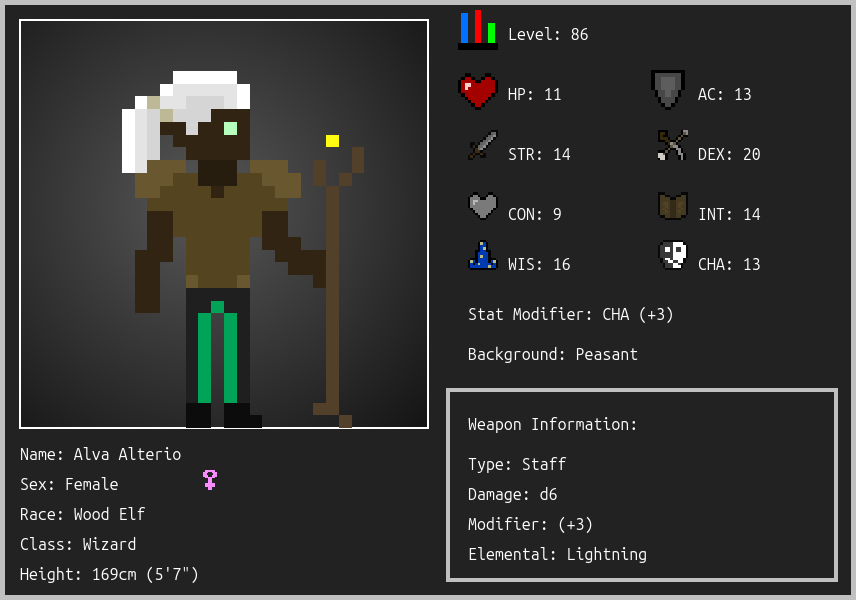 Level: 86
HP: 11
AC: 13
STR: 14
DEX: 20
CON: 9
INT: 14
WIS: 16
CHA: 13
Stat Modifier: CHA (+3)
Background: Peasant
Weapon Information:
Type: Staff
Damage: d6
Modifier: (+3)
Elemental: Lightning
Name: Alva Alterio
Sex: Female
Race: Wood Elf
Class: Wizard
Height: 169cm (5'7")